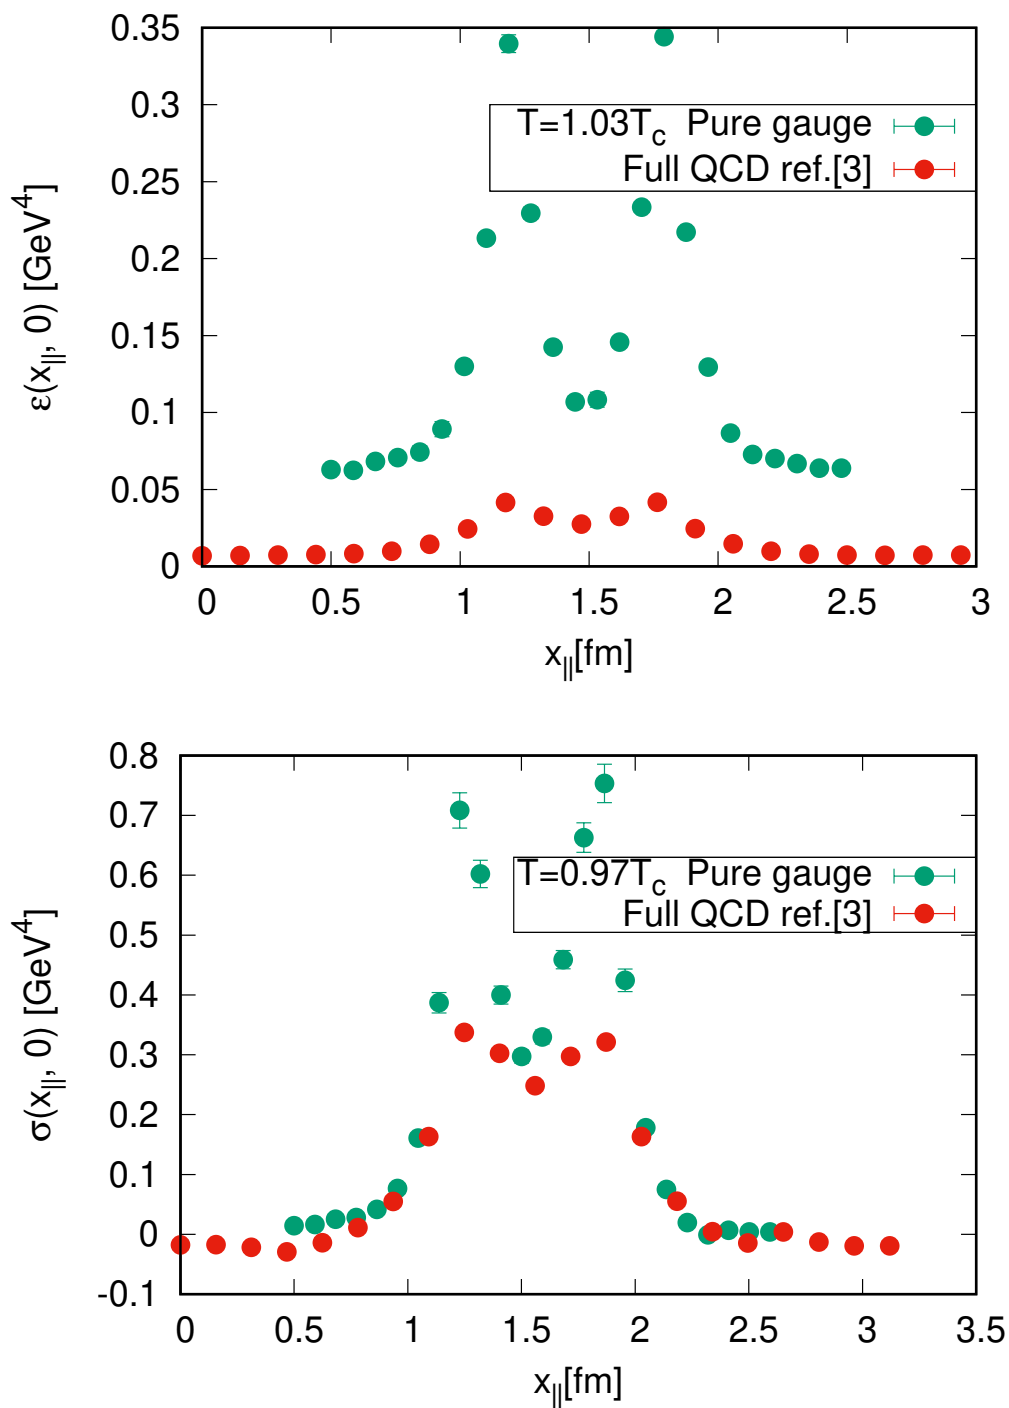 0.35
0.3
0.25
0.2
0.15
0.1
0.05
0
ε(x||, 0) [GeV4]
T=1.03Tc Pure gauge
Full QCD ref.[3]
0 0.5 1 1.5 2 2.5 3
x||[fm]
0.8
0.7
0.6
0.5
0.4
0.3
0.2
0.1
0
-0.1
σ(x||, 0) [GeV4]
T=0.97Tc Pure gauge
Full QCD ref.[3]
0 0.5 1 1.5 2 2.5 3 3.5
x||[fm]